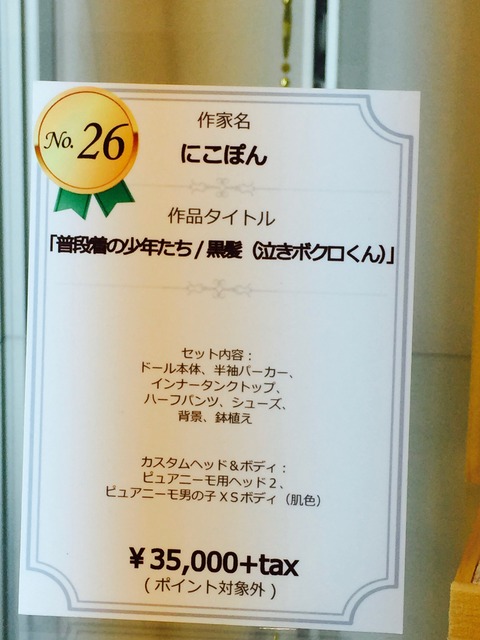 No. 26
作家名
にこぽん
作品タイトル
「普段着の少年たち/黒髪（泣きボクロくん）」
セット内容：
ドール本体、半袖パーカー、
インナータンクトップ、
ハーフパンツ、シューズ、
背景、鉢植え
カスタムヘッド＆ボディ：
ピュアニーモ用ヘッド２、
ピュアニーモ男の子ＸＳボディ（肌色）
￥35,000+tax
(ポイント対象外)